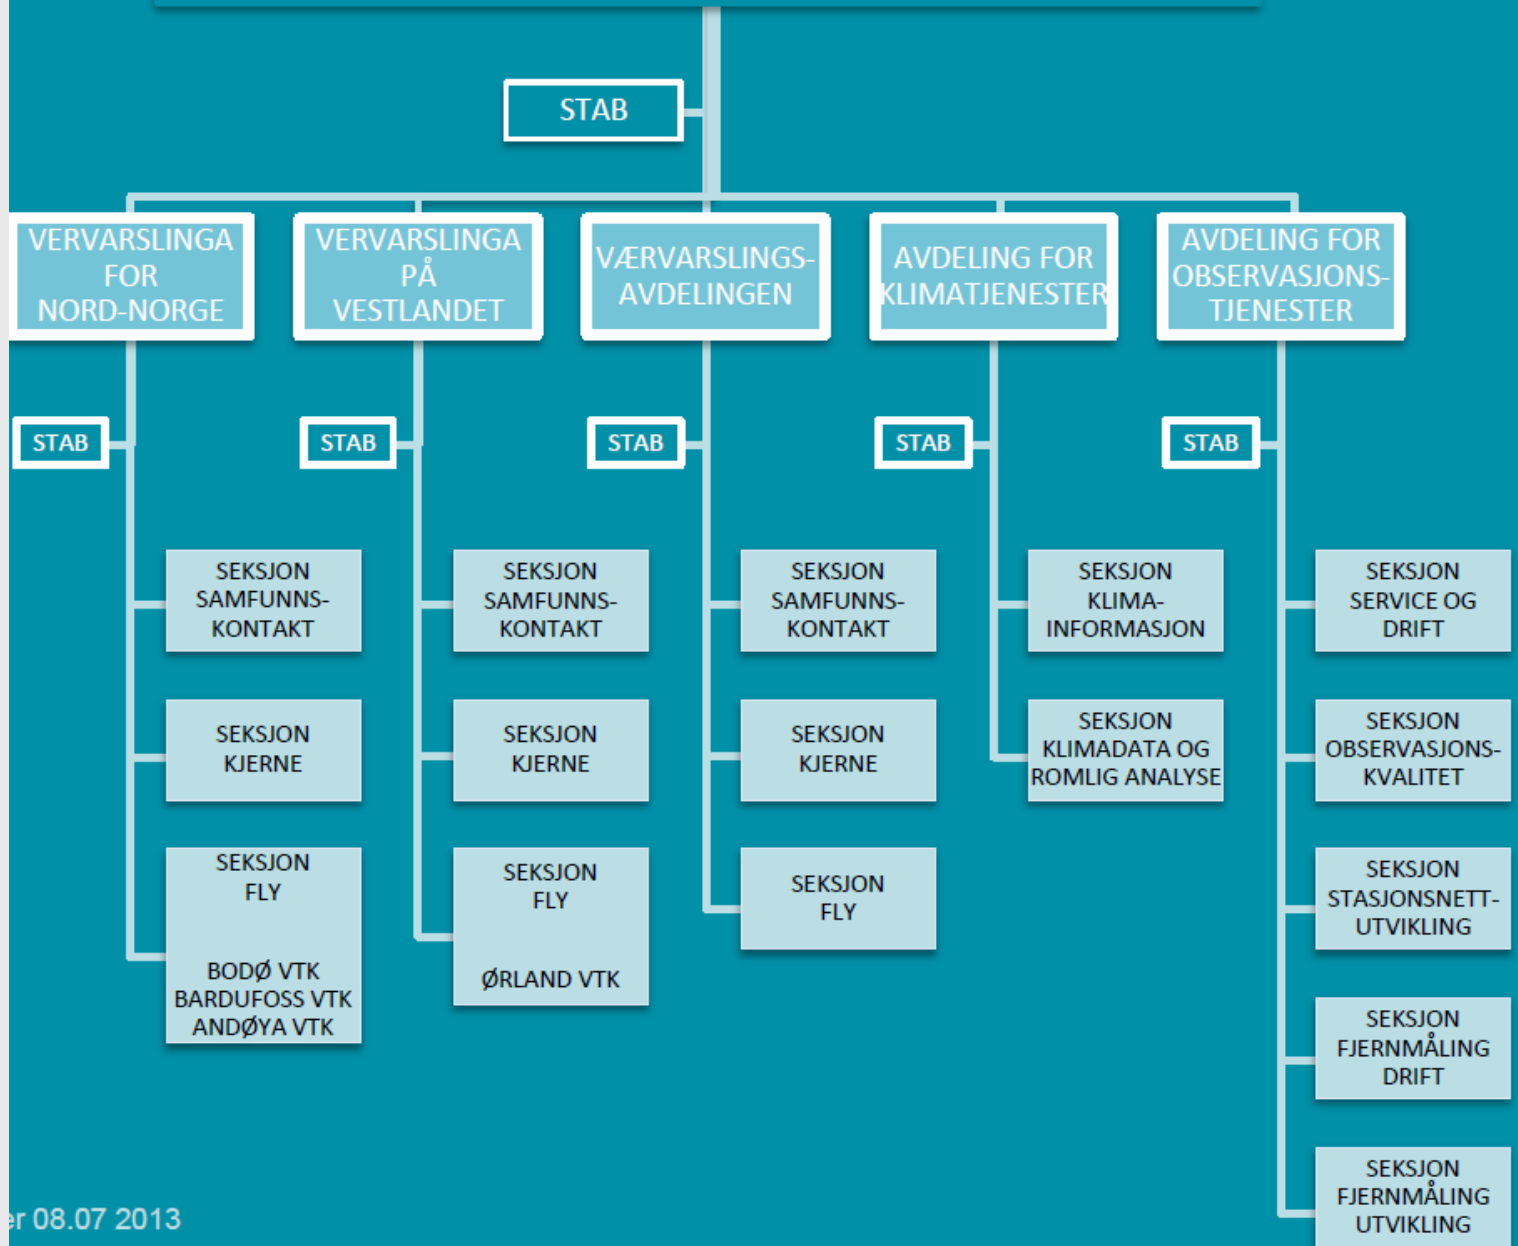 STAB
VERVARSLINGA
FOR
NORD-NORGE
VERVARSLINGA
PÅ
VESTLANDET
VÆRVARSLINGS-
AVDELINGEN
AVDELING FOR
KLIMATJENESTER
AVDELING FOR
OBSERVASJONS-
TJENESTER
STAB
STAB
STAB
STAB
STAB
SEKSJON
SAMFUNNS-
KONTAKT
SEKSJON
SAMFUNNS-
KONTAKT
SEKSJON
SAMFUNNS-
KONTAKT
SEKSJON
KLIMA-
INFORMASJON
SEKSJON
SERVICE OG
DRIFT
SEKSJON
KJERNE
SEKSJON
KJERNE
SEKSJON
KJERNE
SEKSJON
KLIMADATA OG
ROMLIG ANALYSE
SEKSJON
OBSERVASJONS-
KVALITET
SEKSJON
FLY
BODØ VTK
BARDUFOSS VTK
ANDØYA VTK
SEKSJON
FLY
ØRLAND VTK
SEKSJON
FLY
SEKSJON
STASJONSNETT-
UTVIKLING
SEKSJON
FJERNMÅLING
DRIFT
SEKSJON
FJERNMÅLING
UTVIKLING
er 08.07 2013